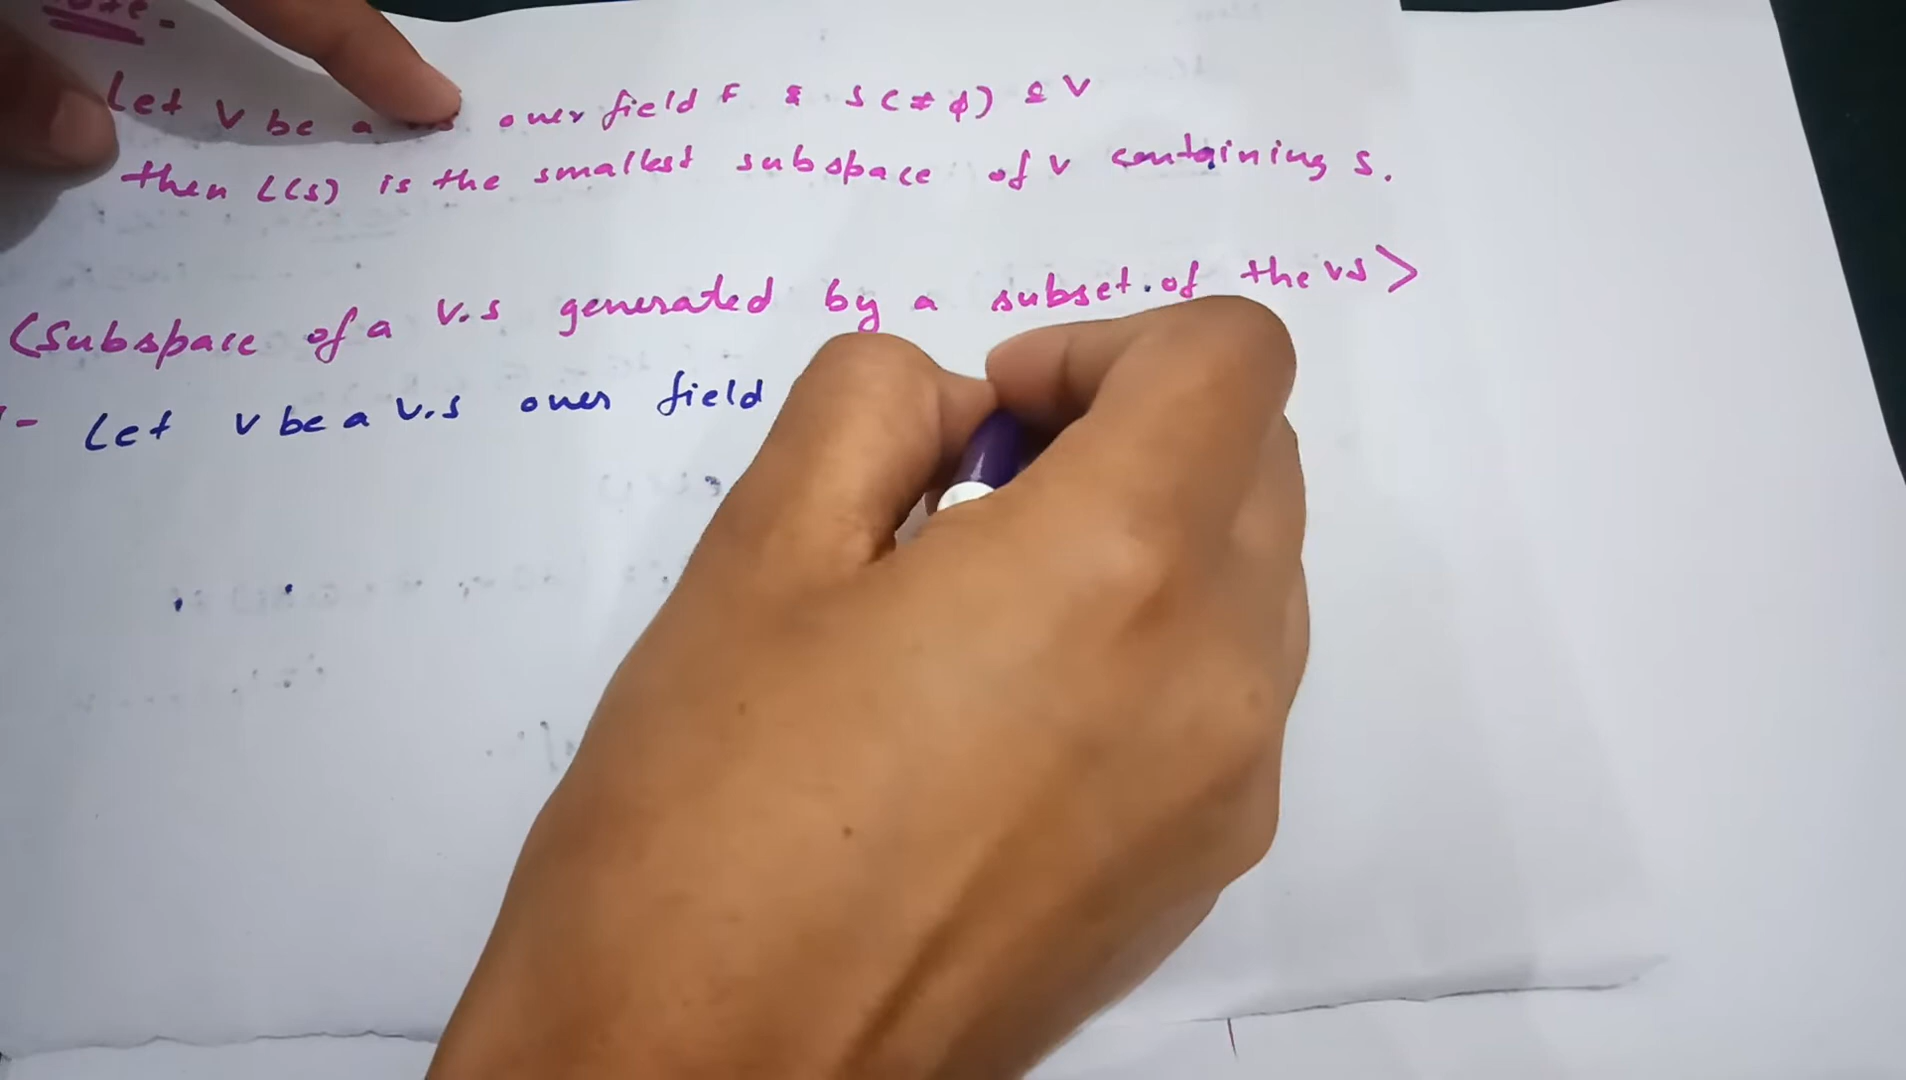 Let V be a over field F & S(≠ϕ) ⊆ V
then L(S) is the smallest subspace of V containing S.
<Subspace of a V.S generated by a subset of the VS>
- Let V be a V.S over field